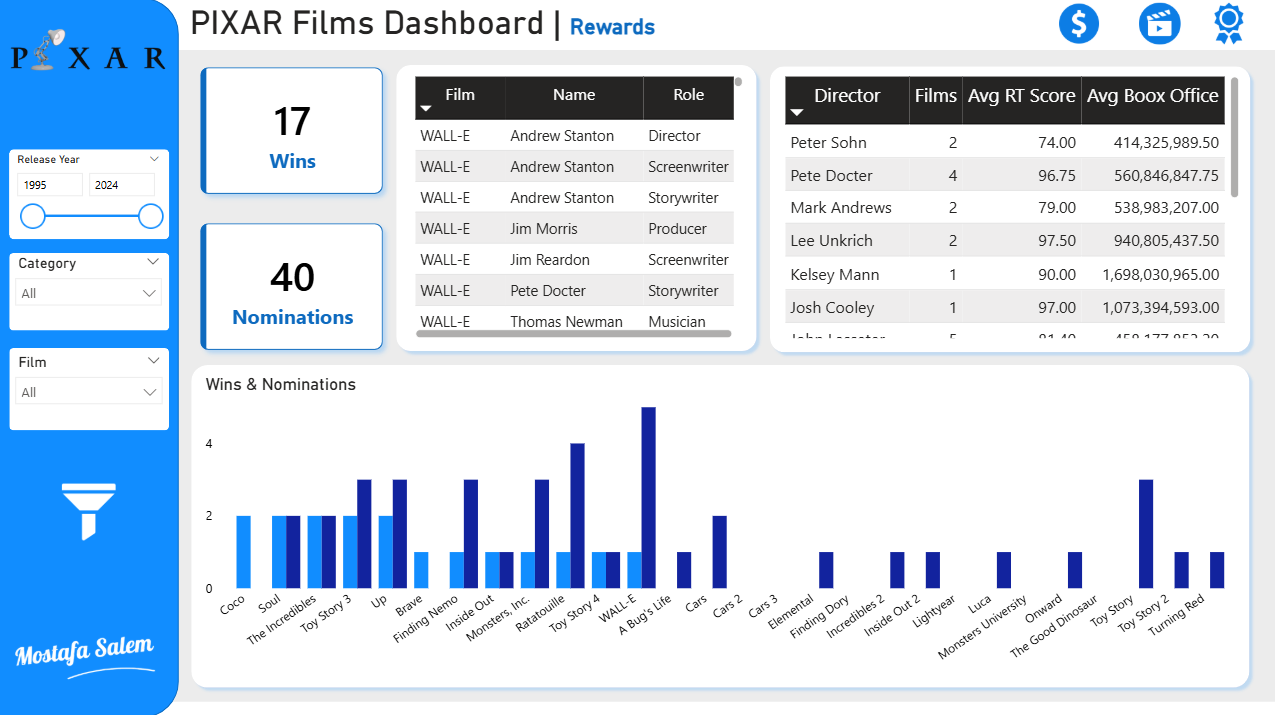 PIXAR Films Dashboard | Rewards
PIXAR
Release Year
1995 2024
Category
All
Film
All
Mostafa Salem
17
Wins
40
Nominations
Film Name Role
WALL-E Andrew Stanton Director
WALL-E Andrew Stanton Screenwriter
WALL-E Andrew Stanton Storywriter
WALL-E Jim Morris Producer
WALL-E Jim Reardon Screenwriter
WALL-E Pete Docter Storywriter
WALL-E Thomas Newman Musician
Director Films Avg RT Score Avg Boox Office
Peter Sohn 2 74.00 414,325,989.50
Pete Docter 4 96.75 560,846,847.75
Mark Andrews 2 79.00 538,983,207.00
Lee Unkrich 2 97.50 940,805,437.50
Kelsey Mann 1 90.00 1,698,030,965.00
Josh Cooley 1 97.00 1,073,394,593.00
John Lasseter 5 81.40
Wins & Nominations
4
2
0
Coco
Soul
The Incredibles
Toy Story 3
Up
Brave
Finding Nemo
Inside Out
Monsters, Inc.
Ratatouille
Toy Story 4
WALL-E
A Bug's Life
Cars
Cars 2
Cars 3
Elemental
Finding Dory
Incredibles 2
Inside Out 2
Lightyear
Luca
Monsters University
Onward
The Good Dinosaur
Toy Story
Toy Story 2
Turning Red